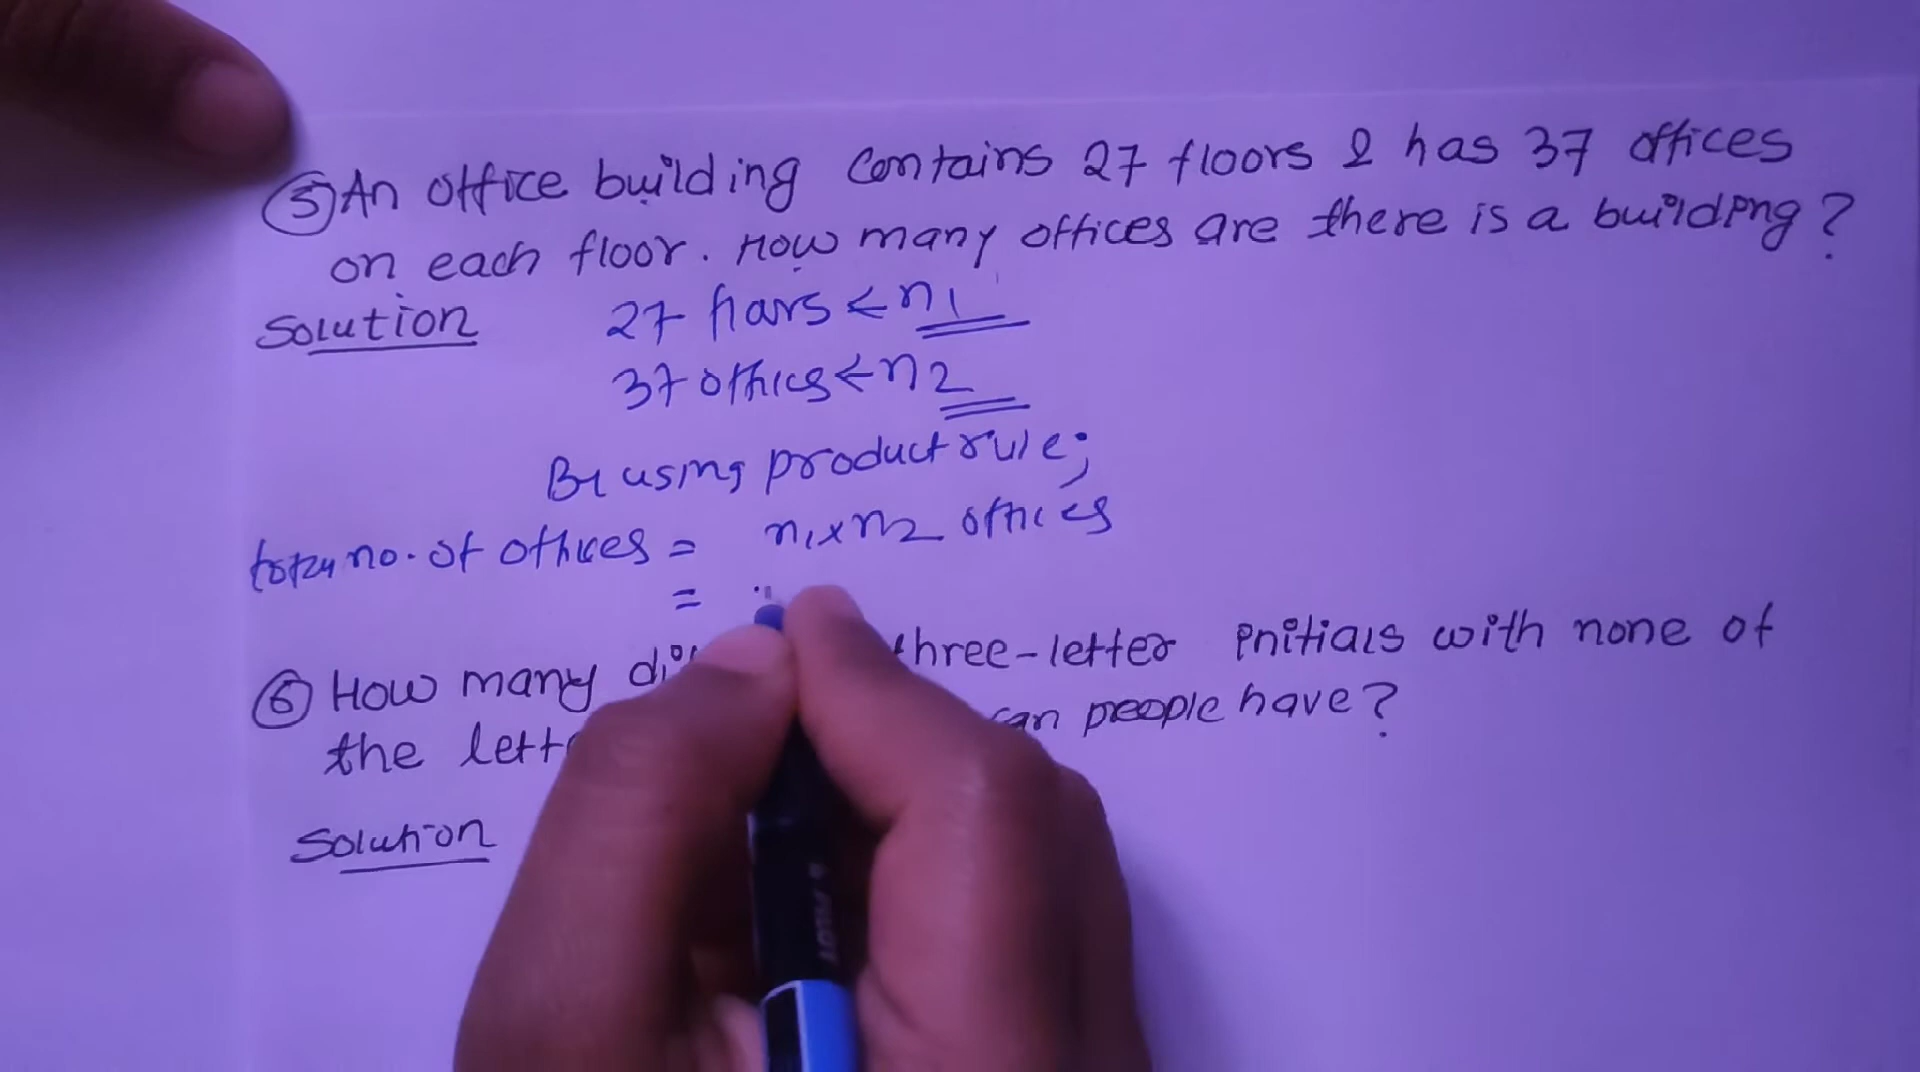 5 An office building contains 27 floors & has 37 offices
on each floor. How many offices are there is a building?
Solution
27 floors < n1
37 offices < n2
By using product rule;
total no. of offices = n1 x n2 offices
=
6 How many three-letter initials with none of
the can people have?
Solution
PILOT